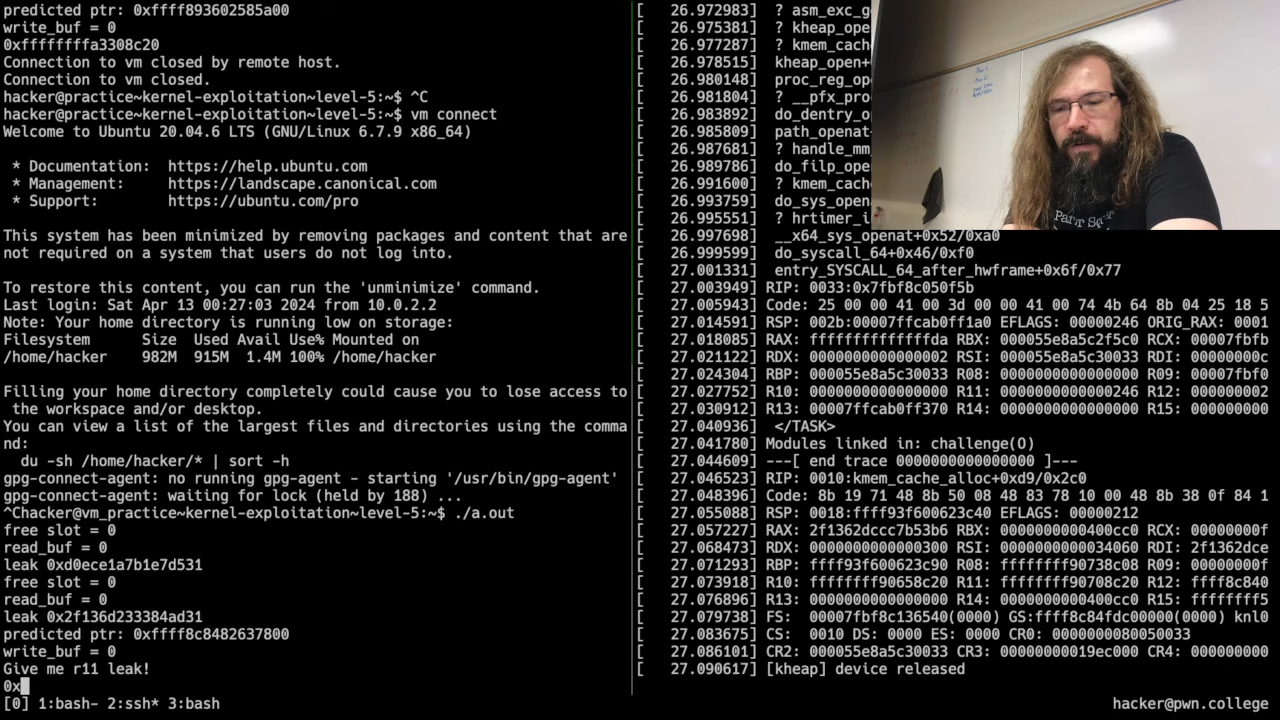 predicted ptr: 0xffff893602585a00
write_buf = 0
0xffffffffa3308c20
Connection to vm closed by remote host.
Connection to vm closed.
hacker@practice~kernel-exploitation~level-5:~$ ^C
hacker@practice~kernel-exploitation~level-5:~$ vm connect
Welcome to Ubuntu 20.04.6 LTS (GNU/Linux 6.7.9 x86_64)
* Documentation:  https://help.ubuntu.com
* Management:     https://landscape.canonical.com
* Support:        https://ubuntu.com/pro
This system has been minimized by removing packages and content that are
not required on a system that users do not log into.
To restore this content, you can run the 'unminimize' command.
Last login: Sat Apr 13 00:27:03 2024 from 10.0.2.2
Note: Your home directory is running low on storage:
Filesystem      Size  Used Avail Use% Mounted on
/home/hacker    982M  915M  1.4M 100% /home/hacker
Filling your home directory completely could cause you to lose access to
the workspace and/or desktop.
You can view a list of the largest files and directories using the comma
nd:
du -sh /home/hacker/* | sort -h
gpg-connect-agent: no running gpg-agent - starting '/usr/bin/gpg-agent'
gpg-connect-agent: waiting for lock (held by 188) ...
^Chacker@vm_practice~kernel-exploitation~level-5:~$ ./a.out
free slot = 0
read_buf = 0
leak 0xd0ece1a7b1e7d531
free slot = 0
read_buf = 0
leak 0x2f136d233384ad31
predicted ptr: 0xffff8c8482637800
write_buf = 0
Give me r11 leak!
0x
[   26.972983]  ? asm_exc_g
[   26.975381]  ? kheap_ope
[   26.977287]  ? kmem_cach
[   26.978515]  kheap_open+
[   26.980148]  proc_reg_op
[   26.981804]  ? __pfx_pro
[   26.983892]  do_dentry_o
[   26.985809]  path_openat
[   26.987681]  ? handle_mm
[   26.989786]  do_filp_ope
[   26.991600]  ? kmem_cach
[   26.993759]  do_sys_open
[   26.995551]  ? hrtimer_i
[   26.997698]  __x64_sys_openat+0x52/0xa0
[   26.999599]  do_syscall_64+0x46/0xf0
[   27.001331]  entry_SYSCALL_64_after_hwframe+0x6f/0x77
[   27.003949] RIP: 0033:0x7fbf8c050f5b
[   27.005943] Code: 25 00 00 41 00 3d 00 00 41 00 74 4b 64 8b 04 25 18 5
[   27.014591] RSP: 002b:00007ffcab0ff1a0 EFLAGS: 00000246 ORIG_RAX: 0001
[   27.018085] RAX: ffffffffffffffda RBX: 000055e8a5c2f5c0 RCX: 00007fbfb
[   27.021122] RDX: 0000000000000002 RSI: 000055e8a5c30033 RDI: 0000000c
[   27.024304] RBP: 000055e8a5c30033 R08: 0000000000000000 R09: 00007fbf0
[   27.027752] R10: 0000000000000000 R11: 0000000000000246 R12: 000000002
[   27.030912] R13: 00007ffcab0ff370 R14: 0000000000000000 R15: 000000000
[   27.040936]  </TASK>
[   27.041780] Modules linked in: challenge(O)
[   27.044609] ---[ end trace 0000000000000000 ]---
[   27.046523] RIP: 0010:kmem_cache_alloc+0xd9/0x2c0
[   27.048396] Code: 8b 19 71 48 8b 50 08 48 83 78 10 00 48 8b 38 0f 84 1
[   27.055088] RSP: 0018:ffff93f600623c40 EFLAGS: 00000212
[   27.057227] RAX: 2f1362dccc7b53b6 RBX: 0000000000400cc0 RCX: 00000000f
[   27.068473] RDX: 0000000000000300 RSI: 0000000000034060 RDI: 2f1362dce
[   27.071293] RBP: ffff93f600623c90 R08: ffffffff90738c08 R09: 00000000f
[   27.073918] R10: ffffffff90658c20 R11: ffffffff90708c20 R12: ffff8c840
[   27.076896] R13: 0000000000000000 R14: 0000000000400cc0 R15: ffffffff5
[   27.079738] FS:  00007fbf8c136540(0000) GS:ffff8c84fdc00000(0000) knl0
[   27.083675] CS:  0010 DS: 0000 ES: 0000 CR0: 0000000080050033
[   27.086101] CR2: 000055e8a5c30033 CR3: 00000000019ec000 CR4: 000000000
[   27.090617] [kheap] device released
[0] 1:bash- 2:ssh* 3:bash
hacker@pwn.college